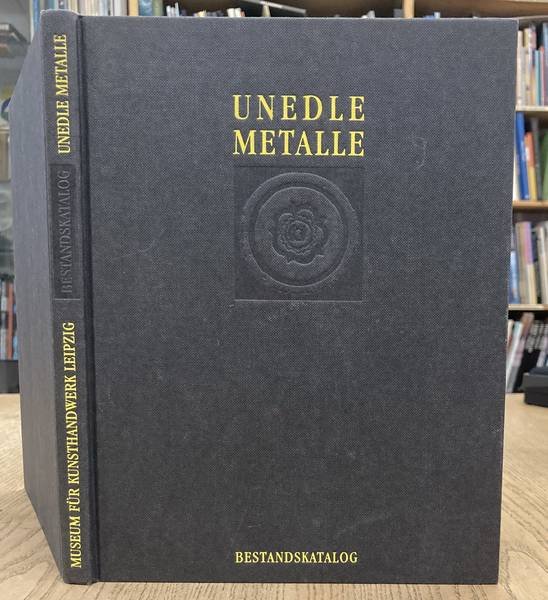 UNEDLE
METALLE
BESTANDSKATALOG
MUSEUM FÜR KUNSTHANDWERK LEIPZIG
BESTANDSKATALOG
UNEDLE METALLE